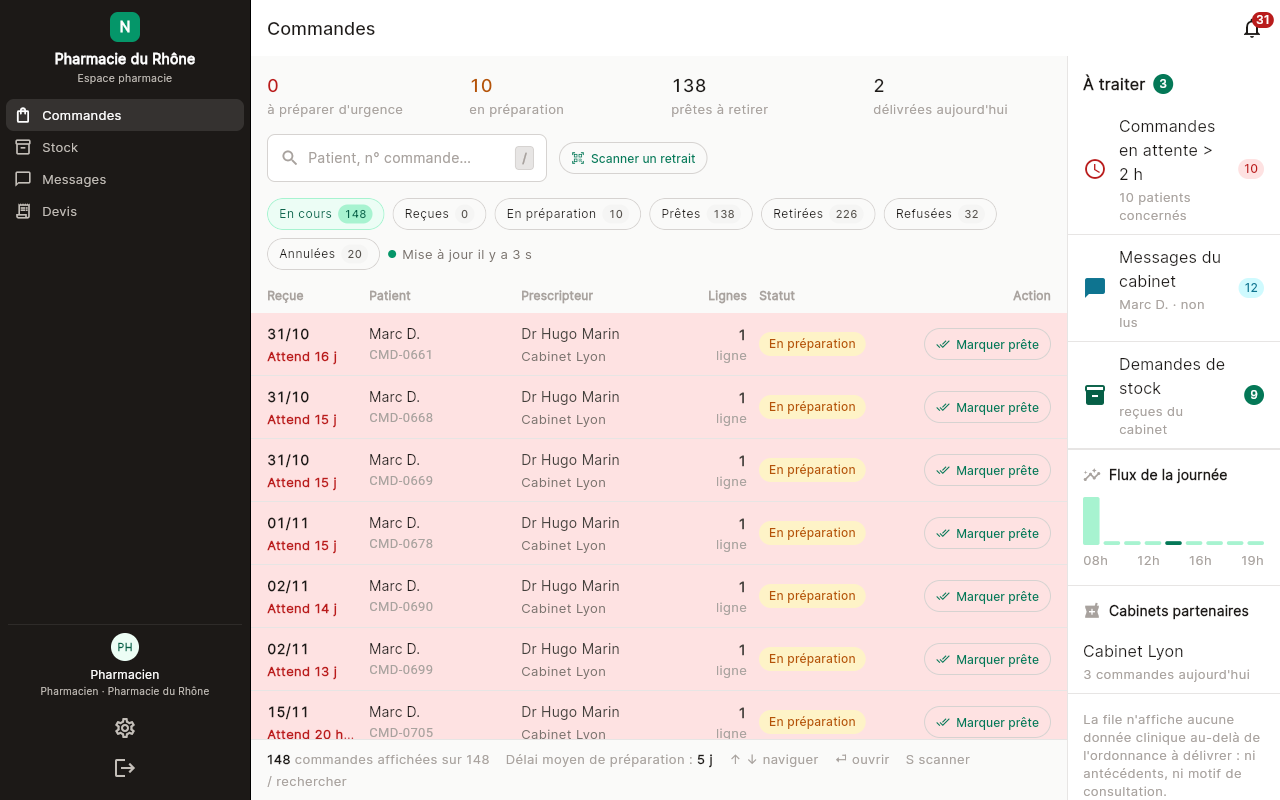 N
Pharmacie du Rhône
Espace pharmacie
Commandes
Stock
Messages
Devis
PH
Pharmacien
Pharmacien · Pharmacie du Rhône
Commandes
31
0
à préparer d'urgence
10
en préparation
138
prêtes à retirer
2
délivrées aujourd'hui
Patient, n° commande... /
Scanner un retrait
En cours 148 Reçues 0 En préparation 10 Prêtes 138 Retirées 226 Refusées 32
Annulées 20 Mise à jour il y a 3 s
Reçue Patient Prescripteur Lignes Statut Action
31/10 Marc D. Dr Hugo Marin 1 En préparation Marquer prête
Attend 16 j CMD-0661 Cabinet Lyon ligne
31/10 Marc D. Dr Hugo Marin 1 En préparation Marquer prête
Attend 15 j CMD-0668 Cabinet Lyon ligne
31/10 Marc D. Dr Hugo Marin 1 En préparation Marquer prête
Attend 15 j CMD-0669 Cabinet Lyon ligne
01/11 Marc D. Dr Hugo Marin 1 En préparation Marquer prête
Attend 15 j CMD-0678 Cabinet Lyon ligne
02/11 Marc D. Dr Hugo Marin 1 En préparation Marquer prête
Attend 14 j CMD-0690 Cabinet Lyon ligne
02/11 Marc D. Dr Hugo Marin 1 En préparation Marquer prête
Attend 13 j CMD-0699 Cabinet Lyon ligne
15/11 Marc D. Dr Hugo Marin 1 En préparation Marquer prête
Attend 20 h... CMD-0705 Cabinet Lyon ligne
148 commandes affichées sur 148 Délai moyen de préparation : 5 j ↑ ↓ naviguer ↵ ouvrir S scanner
/ rechercher
À traiter 3
Commandes
en attente >
2 h
10
10 patients
concernés
Messages du
cabinet
12
Marc D. · non
lus
Demandes de
stock
9
reçues du
cabinet
Flux de la journée
08h 12h 16h 19h
Cabinets partenaires
Cabinet Lyon
3 commandes aujourd'hui
La file n'affiche aucune
donnée clinique au-delà de
l'ordonnance à délivrer : ni
antécédents, ni motif de
consultation.